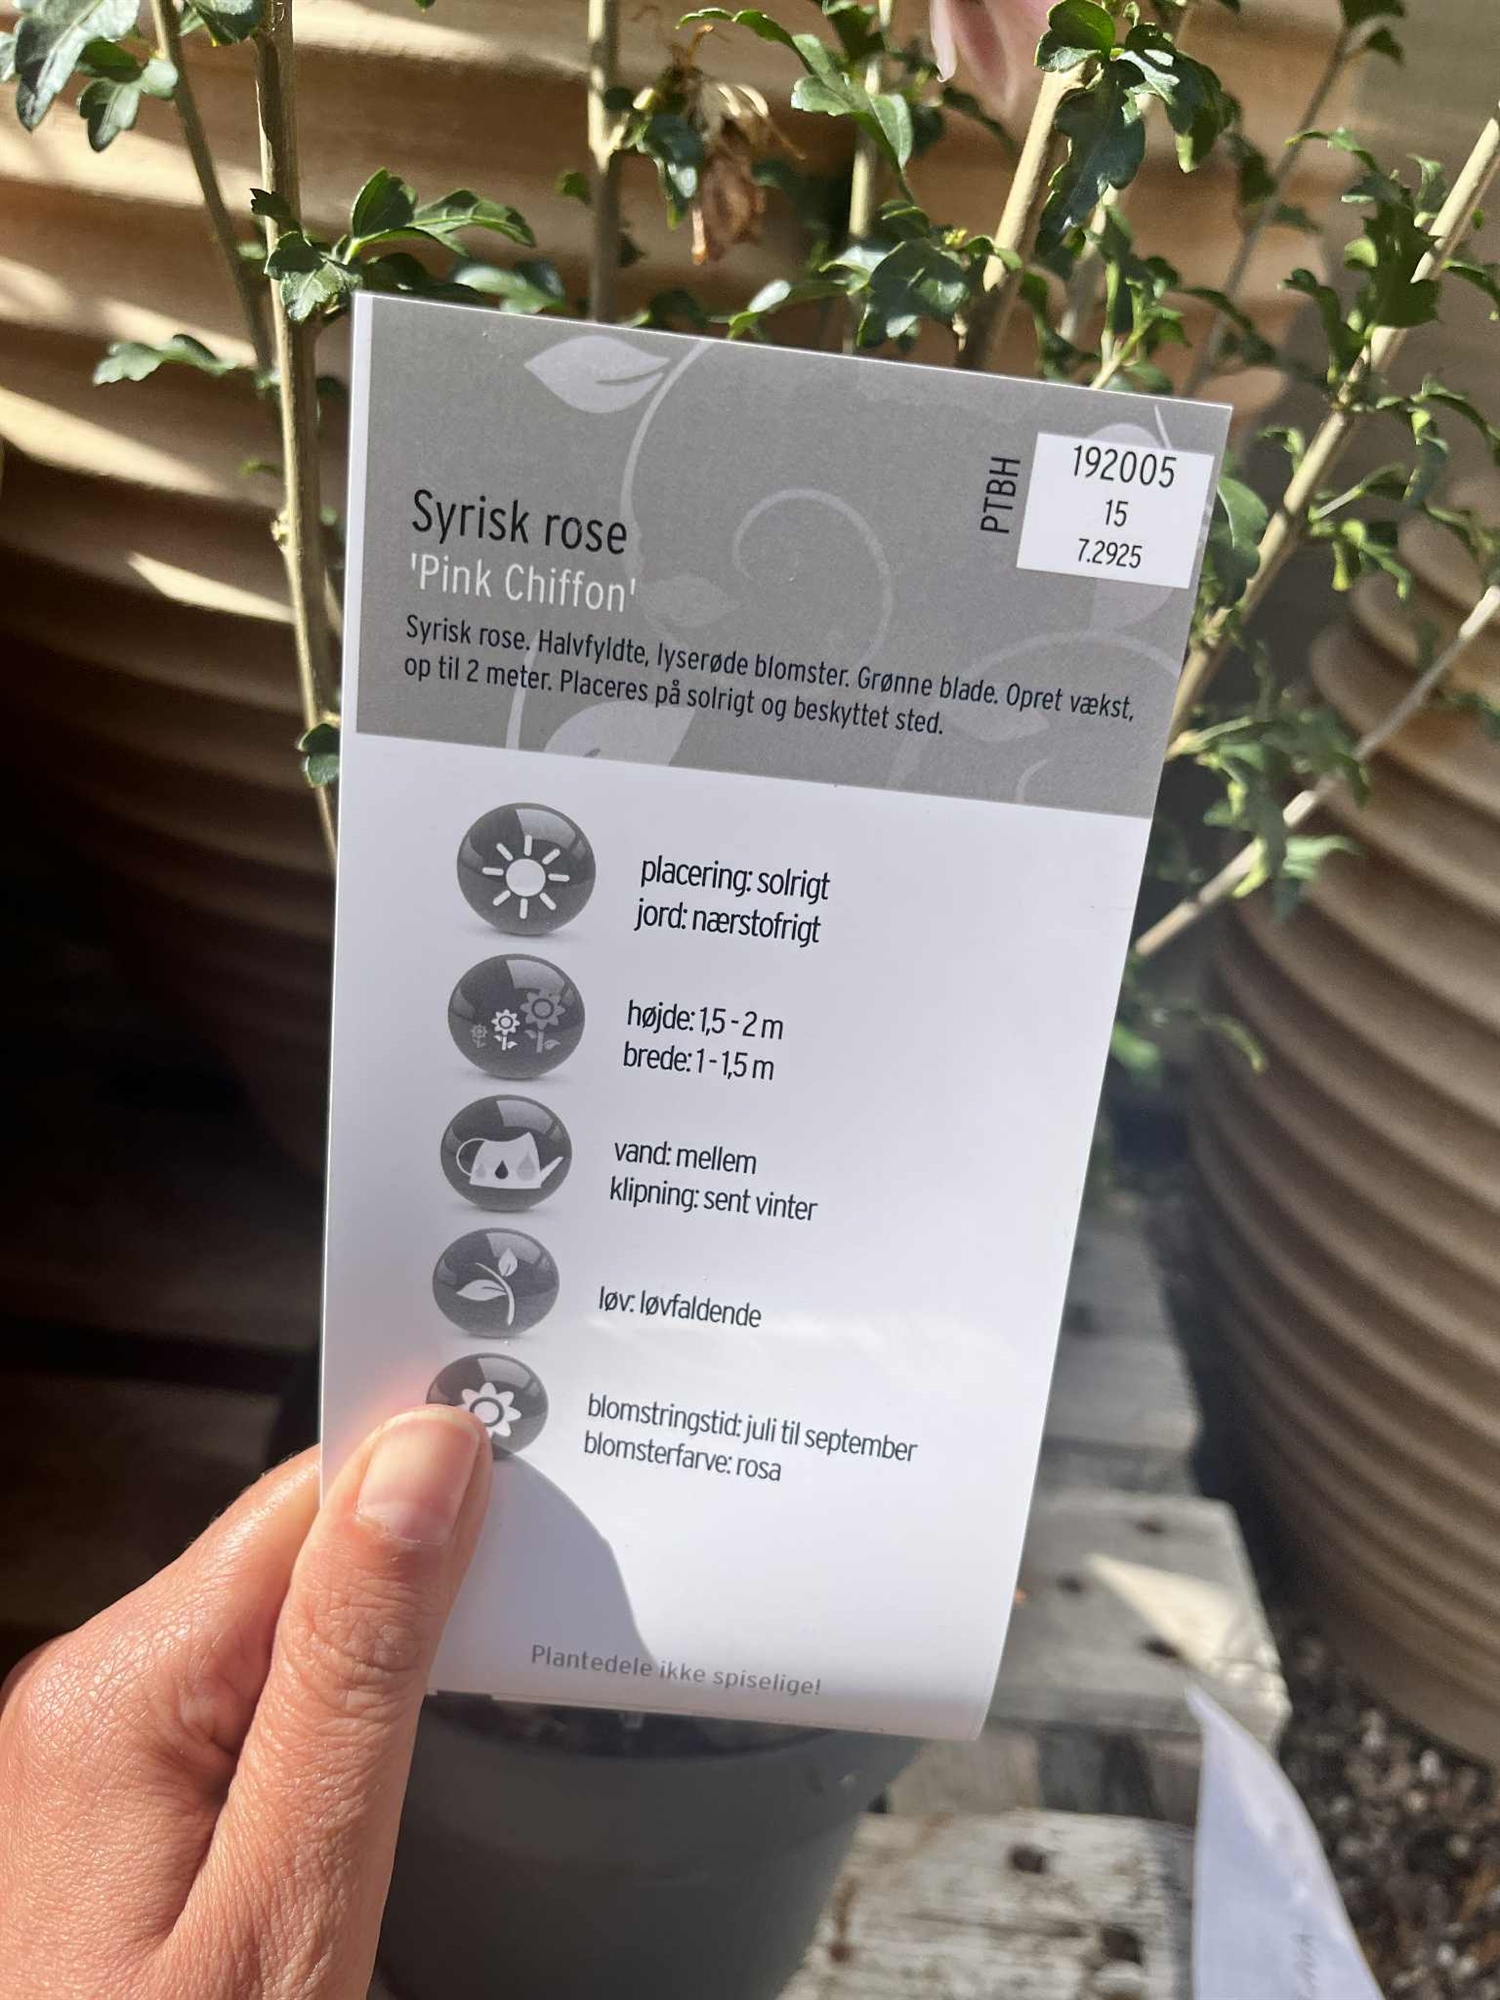 Syrisk rose
'Pink Chiffon'
PTBH
192005
15
7.2925
Syrisk rose. Halvfyldte, lyserøde blomster. Grønne blade. Opret vækst,
op til 2 meter. Placeres på solrigt og beskyttet sted.
placering: solrigt
jord: nærstofrigt
højde: 1,5 - 2 m
brede: 1 - 1,5 m
vand: mellem
klipning: sent vinter
løv: løvfaldende
blomstringstid: juli til september
blomsterfarve: rosa
Plantedele ikke spiselige!